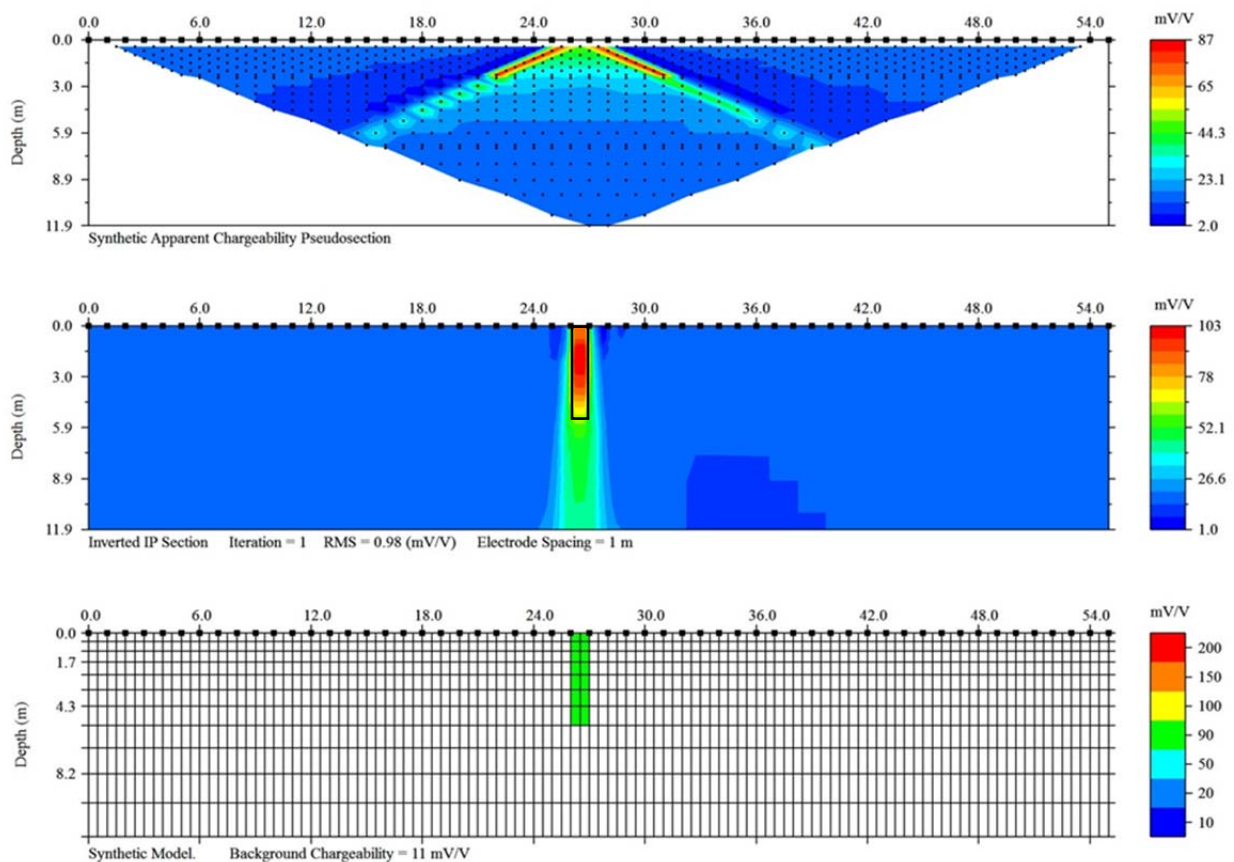 0.0 6.0 12.0 18.0 24.0 30.0 36.0 42.0 48.0 54.0 mV/V
0.0 87
3.0 65
5.9 44.3
8.9 23.1
11.9 2.0
Depth (m)
Synthetic Apparent Chargeability Pseudosection
0.0 6.0 12.0 18.0 24.0 30.0 36.0 42.0 48.0 54.0 mV/V
0.0 103
3.0 78
5.9 52.1
8.9 26.6
11.9 1.0
Depth (m)
Inverted IP Section Iteration = 1 RMS = 0.98 (mV/V) Electrode Spacing = 1 m
0.0 6.0 12.0 18.0 24.0 30.0 36.0 42.0 48.0 54.0 mV/V
0.0 200
1.7 150
100
4.3 90
50
8.2 20
10
Depth (m)
Synthetic Model. Background Chargeability = 11 mV/V